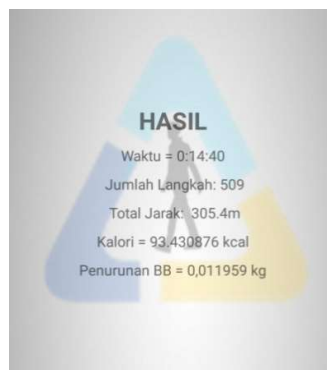 HASIL
Waktu = 0:14:40
Jumlah Langkah: 509
Total Jarak:  305.4m
Kalori = 93.430876 kcal
Penurunan BB = 0,011959 kg